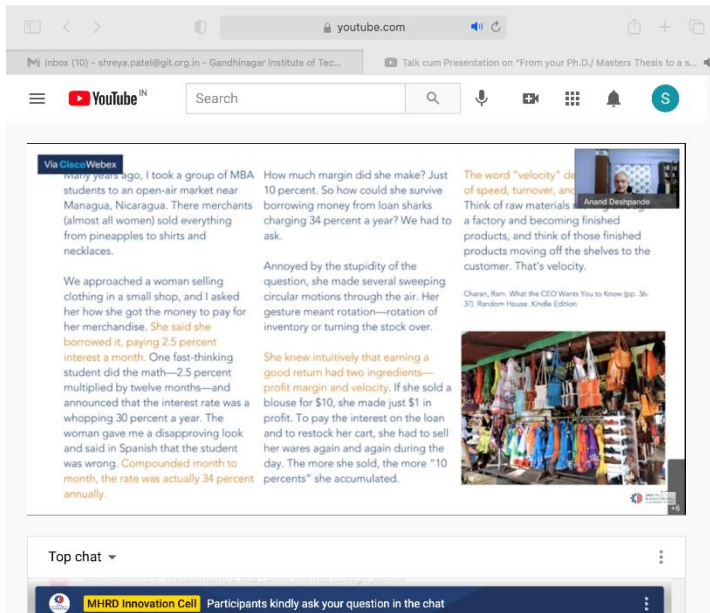 youtube.com
Inbox (10) - shreya.patel@git.org.in - Gandhinagar Institute of Tec...
Talk cum Presentation on "From your Ph.D./ Masters Thesis to a s...
YouTube IN
Search
S
Via Cisco Webex
Many years ago, I took a group of MBA
students to an open-air market near
Managua, Nicaragua. There merchants
(almost all women) sold everything
from pineapples to shirts and
necklaces.
We approached a woman selling
clothing in a small shop, and I asked
her how she got the money to pay for
her merchandise. She said she
borrowed it, paying 2.5 percent
interest a month. One fast-thinking
student did the math—2.5 percent
multiplied by twelve months—and
announced that the interest rate was a
whopping 30 percent a year. The
woman gave me a disapproving look
and said in Spanish that the student
was wrong. Compounded month to
month, the rate was actually 34 percent
annually.
How much margin did she make? Just
10 percent. So how could she survive
borrowing money from loan sharks
charging 34 percent a year? We had to
ask.
Annoyed by the stupidity of the
question, she made several sweeping
circular motions through the air. Her
gesture meant rotation—rotation of
inventory or turning the stock over.
She knew intuitively that earning a
good return had two ingredients—
profit margin and velocity. If she sold a
blouse for $10, she made just $1 in
profit. To pay the interest on the loan
and to restock her cart, she had to sell
her wares again and again during the
day. The more she sold, the more "10
percents" she accumulated.
The word "velocity" de
of speed, turnover, and
Think of raw materials
a factory and becoming finished
products, and think of those finished
products moving off the shelves to the
customer. That's velocity.
Charan, Ram. What the CEO Wants You to Know (pp. 36-
37). Random House. Kindle Edition.
Anand Deshpande
+6
Top chat
MHRD Innovation Cell Participants kindly ask your question in the chat